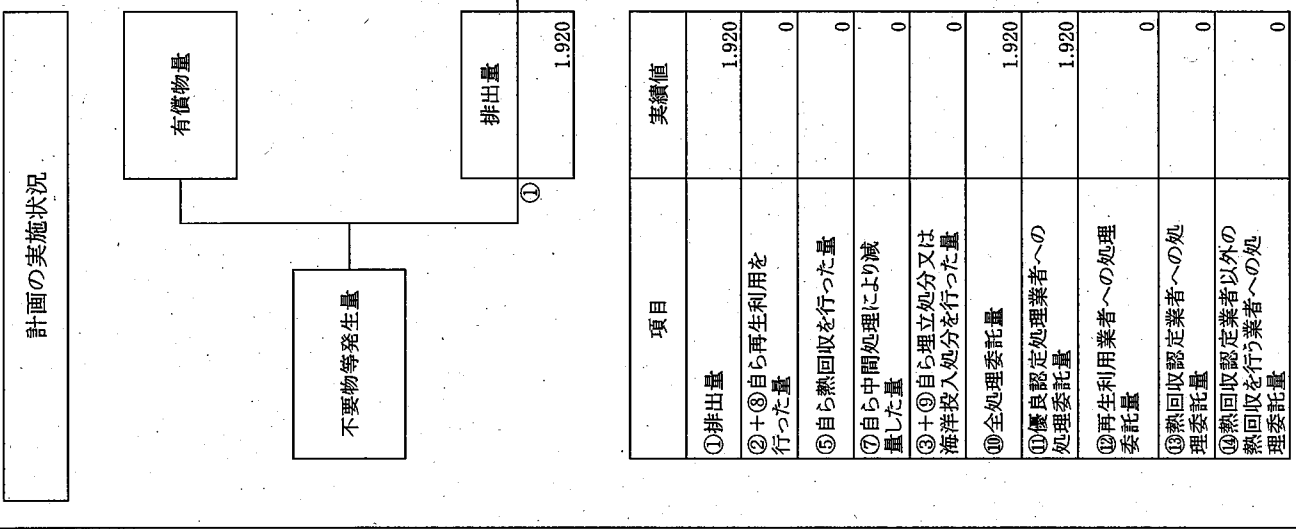 計画の実施状況
有償物量
不要物等発生量
排出量
①
1.920
項目 実績値
①排出量 1.920
②+⑧自ら再生利用を
行った量 0
⑤自ら熱回収を行った量 0
⑦自ら中間処理により減
量した量 0
③+⑨自ら埋立処分又は
海洋投入処分を行った量 0
⑩全処理委託量 1.920
⑪優良認定処理業者への
処理委託量 1.920
⑫再生利用業者への処理
委託量 0
⑬熱回収認定業者への処
理委託量 0
⑭熱回収認定業者以外の
熱回収を行う業者への処
理委託量 0